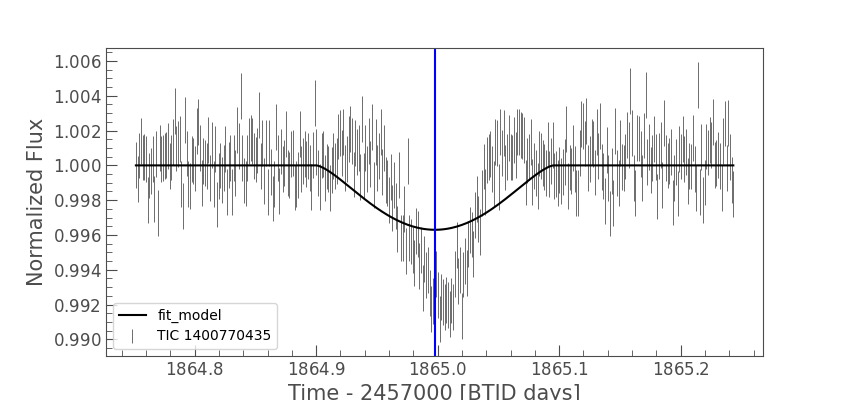 1.006
1.004
1.002
1.000
0.998
0.996
0.994
0.992
0.990
Normalized Flux
fit_model
TIC 1400770435
1864.8 1864.9 1865.0 1865.1 1865.2
Time - 2457000 [BTJD days]